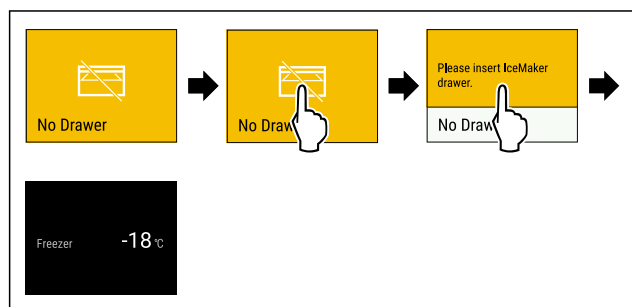 No Drawer
No Draw
Please insert IceMaker
drawer.
No Draw
Freezer -18 °C